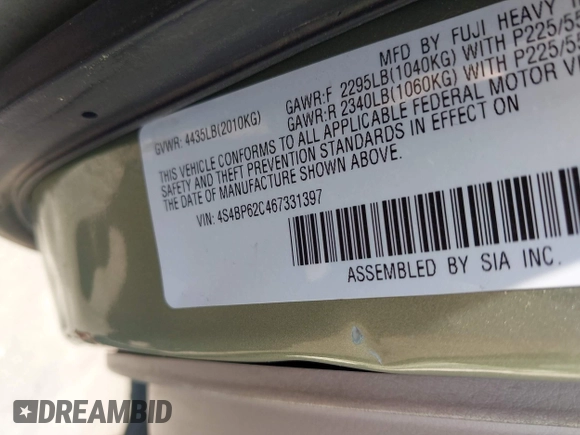 MFD BY FUJI HEAVY
GVWR: 4435LB(2010KG) GAWR:F 2295LB(1040KG) WITH P225/55
GAWR:R 2340LB(1060KG) WITH P225/55
THIS VEHICLE CONFORMS TO ALL APPLICABLE FEDERAL MOTOR
SAFETY AND THEFT PREVENTION STANDARDS IN EFFECT ON
THE DATE OF MANUFACTURE SHOWN ABOVE.
VIN: 4S4BP62C467331397
ASSEMBLED BY SIA INC.
DREAMBID